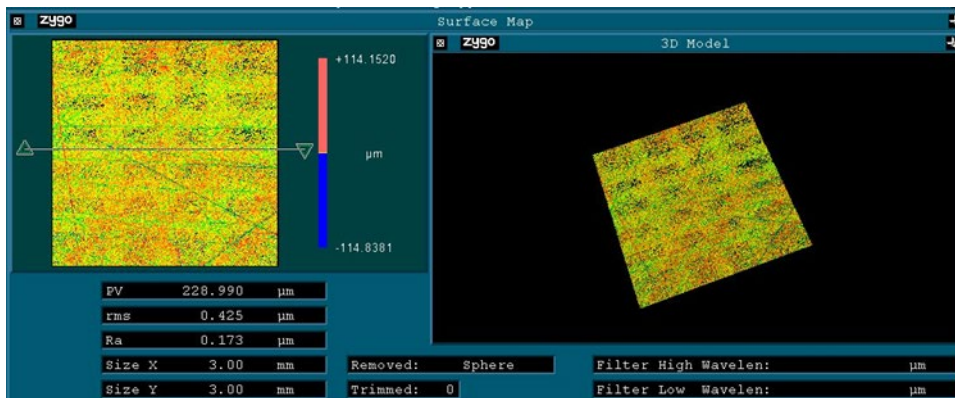 zygo
Surface Map
+114.1520
µm
-114.8381
zygo
3D Model
PV 228.990 µm
rms 0.425 µm
Ra 0.173 µm
Size X 3.00 mm
Size Y 3.00 mm
Removed: Sphere
Trimmed: 0
Filter High Wavelen: µm
Filter Low Wavelen: µm